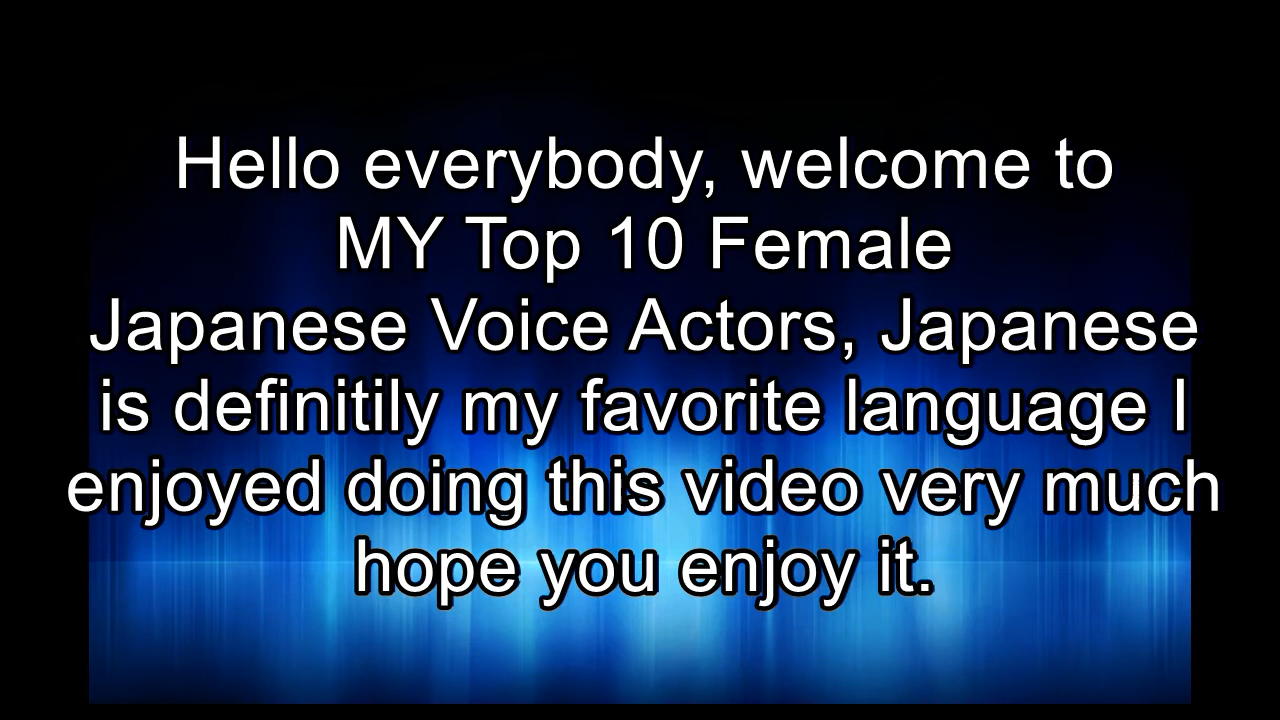 Hello everybody, welcome to
MY Top 10 Female
Japanese Voice Actors, Japanese
is definitily my favorite language I
enjoyed doing this video very much
hope you enjoy it.